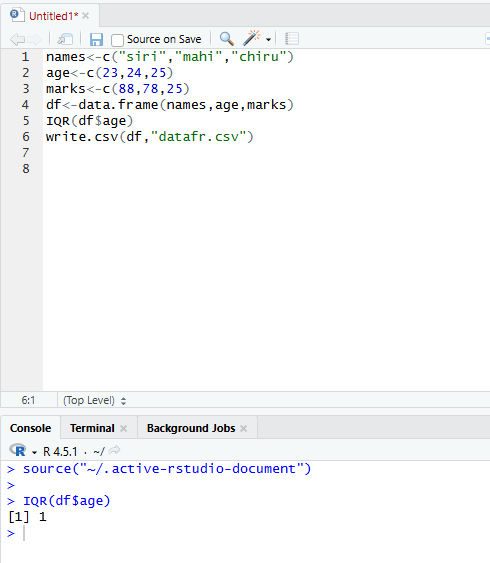 Untitled1* ×
Source on Save
1 names<-c("siri","mahi","chiru")
2 age<-c(23,24,25)
3 marks<-c(88,78,25)
4 df<-data.frame(names,age,marks)
5 IQR(df$age)
6 write.csv(df,"datafr.csv")
7
8
6:1 (Top Level)
Console Terminal × Background Jobs ×
R R 4.5.1 · ~/
> source("~/.active-rstudio-document")
>
> IQR(df$age)
[1] 1
>